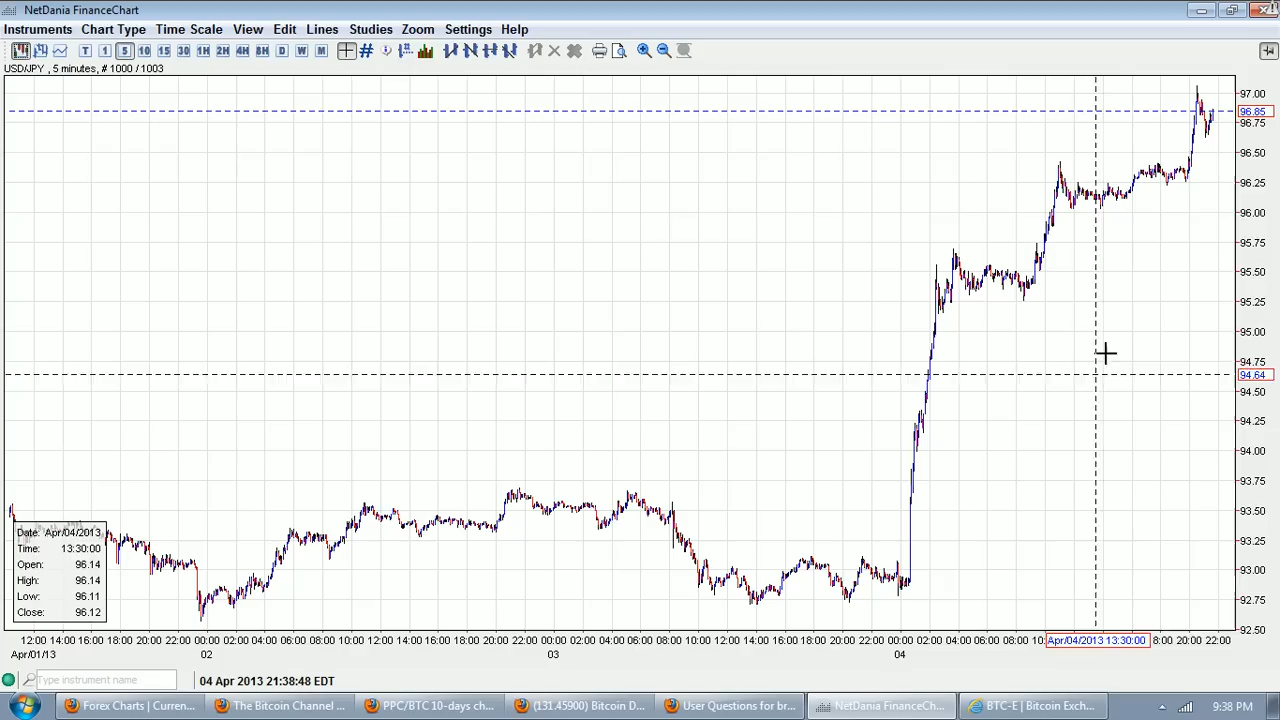 NetDania FinanceChart
Instruments Chart Type Time Scale View Edit Lines Studies Zoom Settings Help
T 1 5 10 15 30 1H 2H 4H 8H D W M
USD/JPY , 5 minutes, # 1000 / 1003
97.00
96.85
96.75
96.50
96.25
96.00
95.75
95.50
95.25
95.00
94.75
94.64
94.50
94.25
94.00
93.75
93.50
93.25
93.00
92.75
92.50
Date: Apr/04/2013
Time: 13:30:00
Open: 96.14
High: 96.14
Low: 96.11
Close: 96.12
12:00 14:00 16:00 18:00 20:00 22:00 00:00 02:00 04:00 06:00 08:00 10:00 12:00 14:00 16:00 18:00 20:00 22:00 00:00 02:00 04:00 06:00 08:00 10:00 12:00 14:00 16:00 18:00 20:00 22:00 00:00 02:00 04:00 06:00 08:00 10:00 Apr/04/2013 13:30:00 8:00 20:00 22:00
Apr/01/13 02 03 04
Type instrument name 04 Apr 2013 21:38:48 EDT
Forex Charts | Curren... The Bitcoin Channel ... PPC/BTC 10-days ch... (131.45900) Bitcoin D... User Questions for br... NetDania FinanceCh... BTC-E | Bitcoin Exch... 9:38 PM